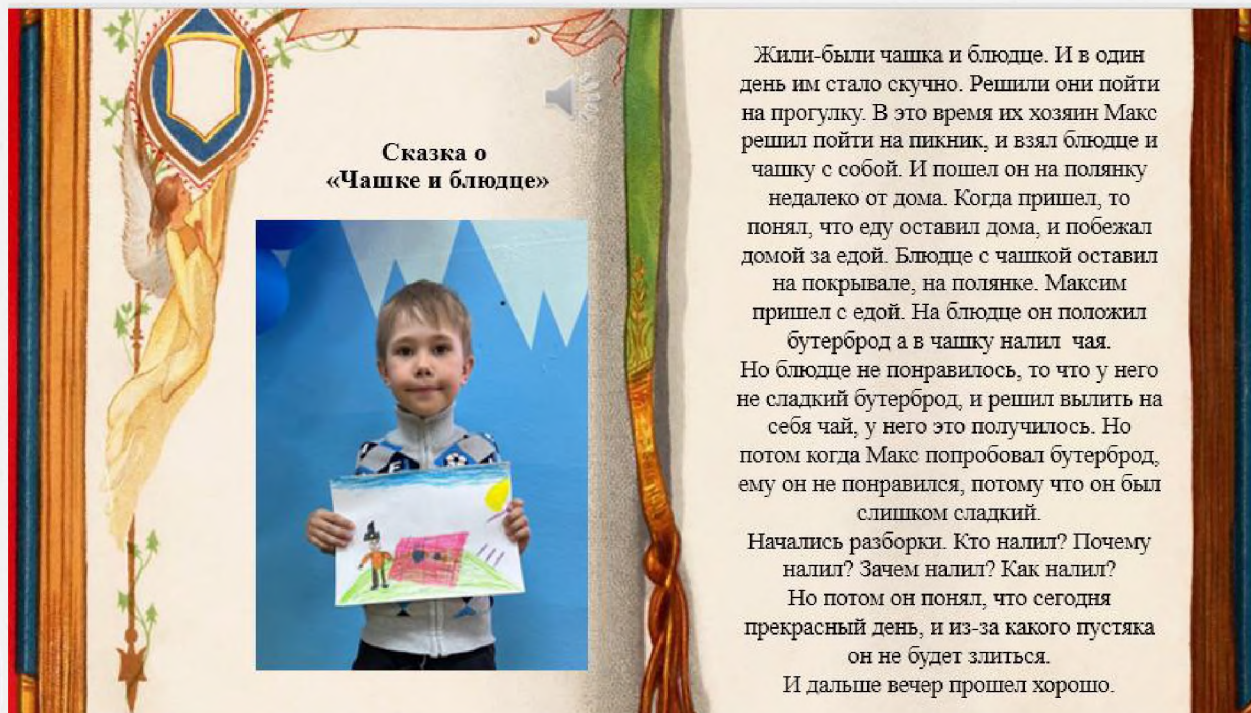 Сказка о
«Чашке и блюдце»
Жили-были чашка и блюдце. И в один
день им стало скучно. Решили они пойти
на прогулку. В это время их хозяин Макс
решил пойти на пикник, и взял блюдце и
чашку с собой. И пошел он на полянку
недалеко от дома. Когда пришел, то
понял, что еду оставил дома, и побежал
домой за едой. Блюдце с чашкой оставил
на покрывале, на полянке. Максим
пришел с едой. На блюдце он положил
бутерброд а в чашку налил чая.
Но блюдце не понравилось, то что у него
не сладкий бутерброд, и решил вылить на
себя чай, у него это получилось. Но
потом когда Макс попробовал бутерброд,
ему он не понравился, потому что он был
слишком сладкий.
Начались разборки. Кто налил? Почему
налил? Зачем налил? Как налил?
Но потом он понял, что сегодня
прекрасный день, и из-за какого пустяка
он не будет злиться.
И дальше вечер прошел хорошо.